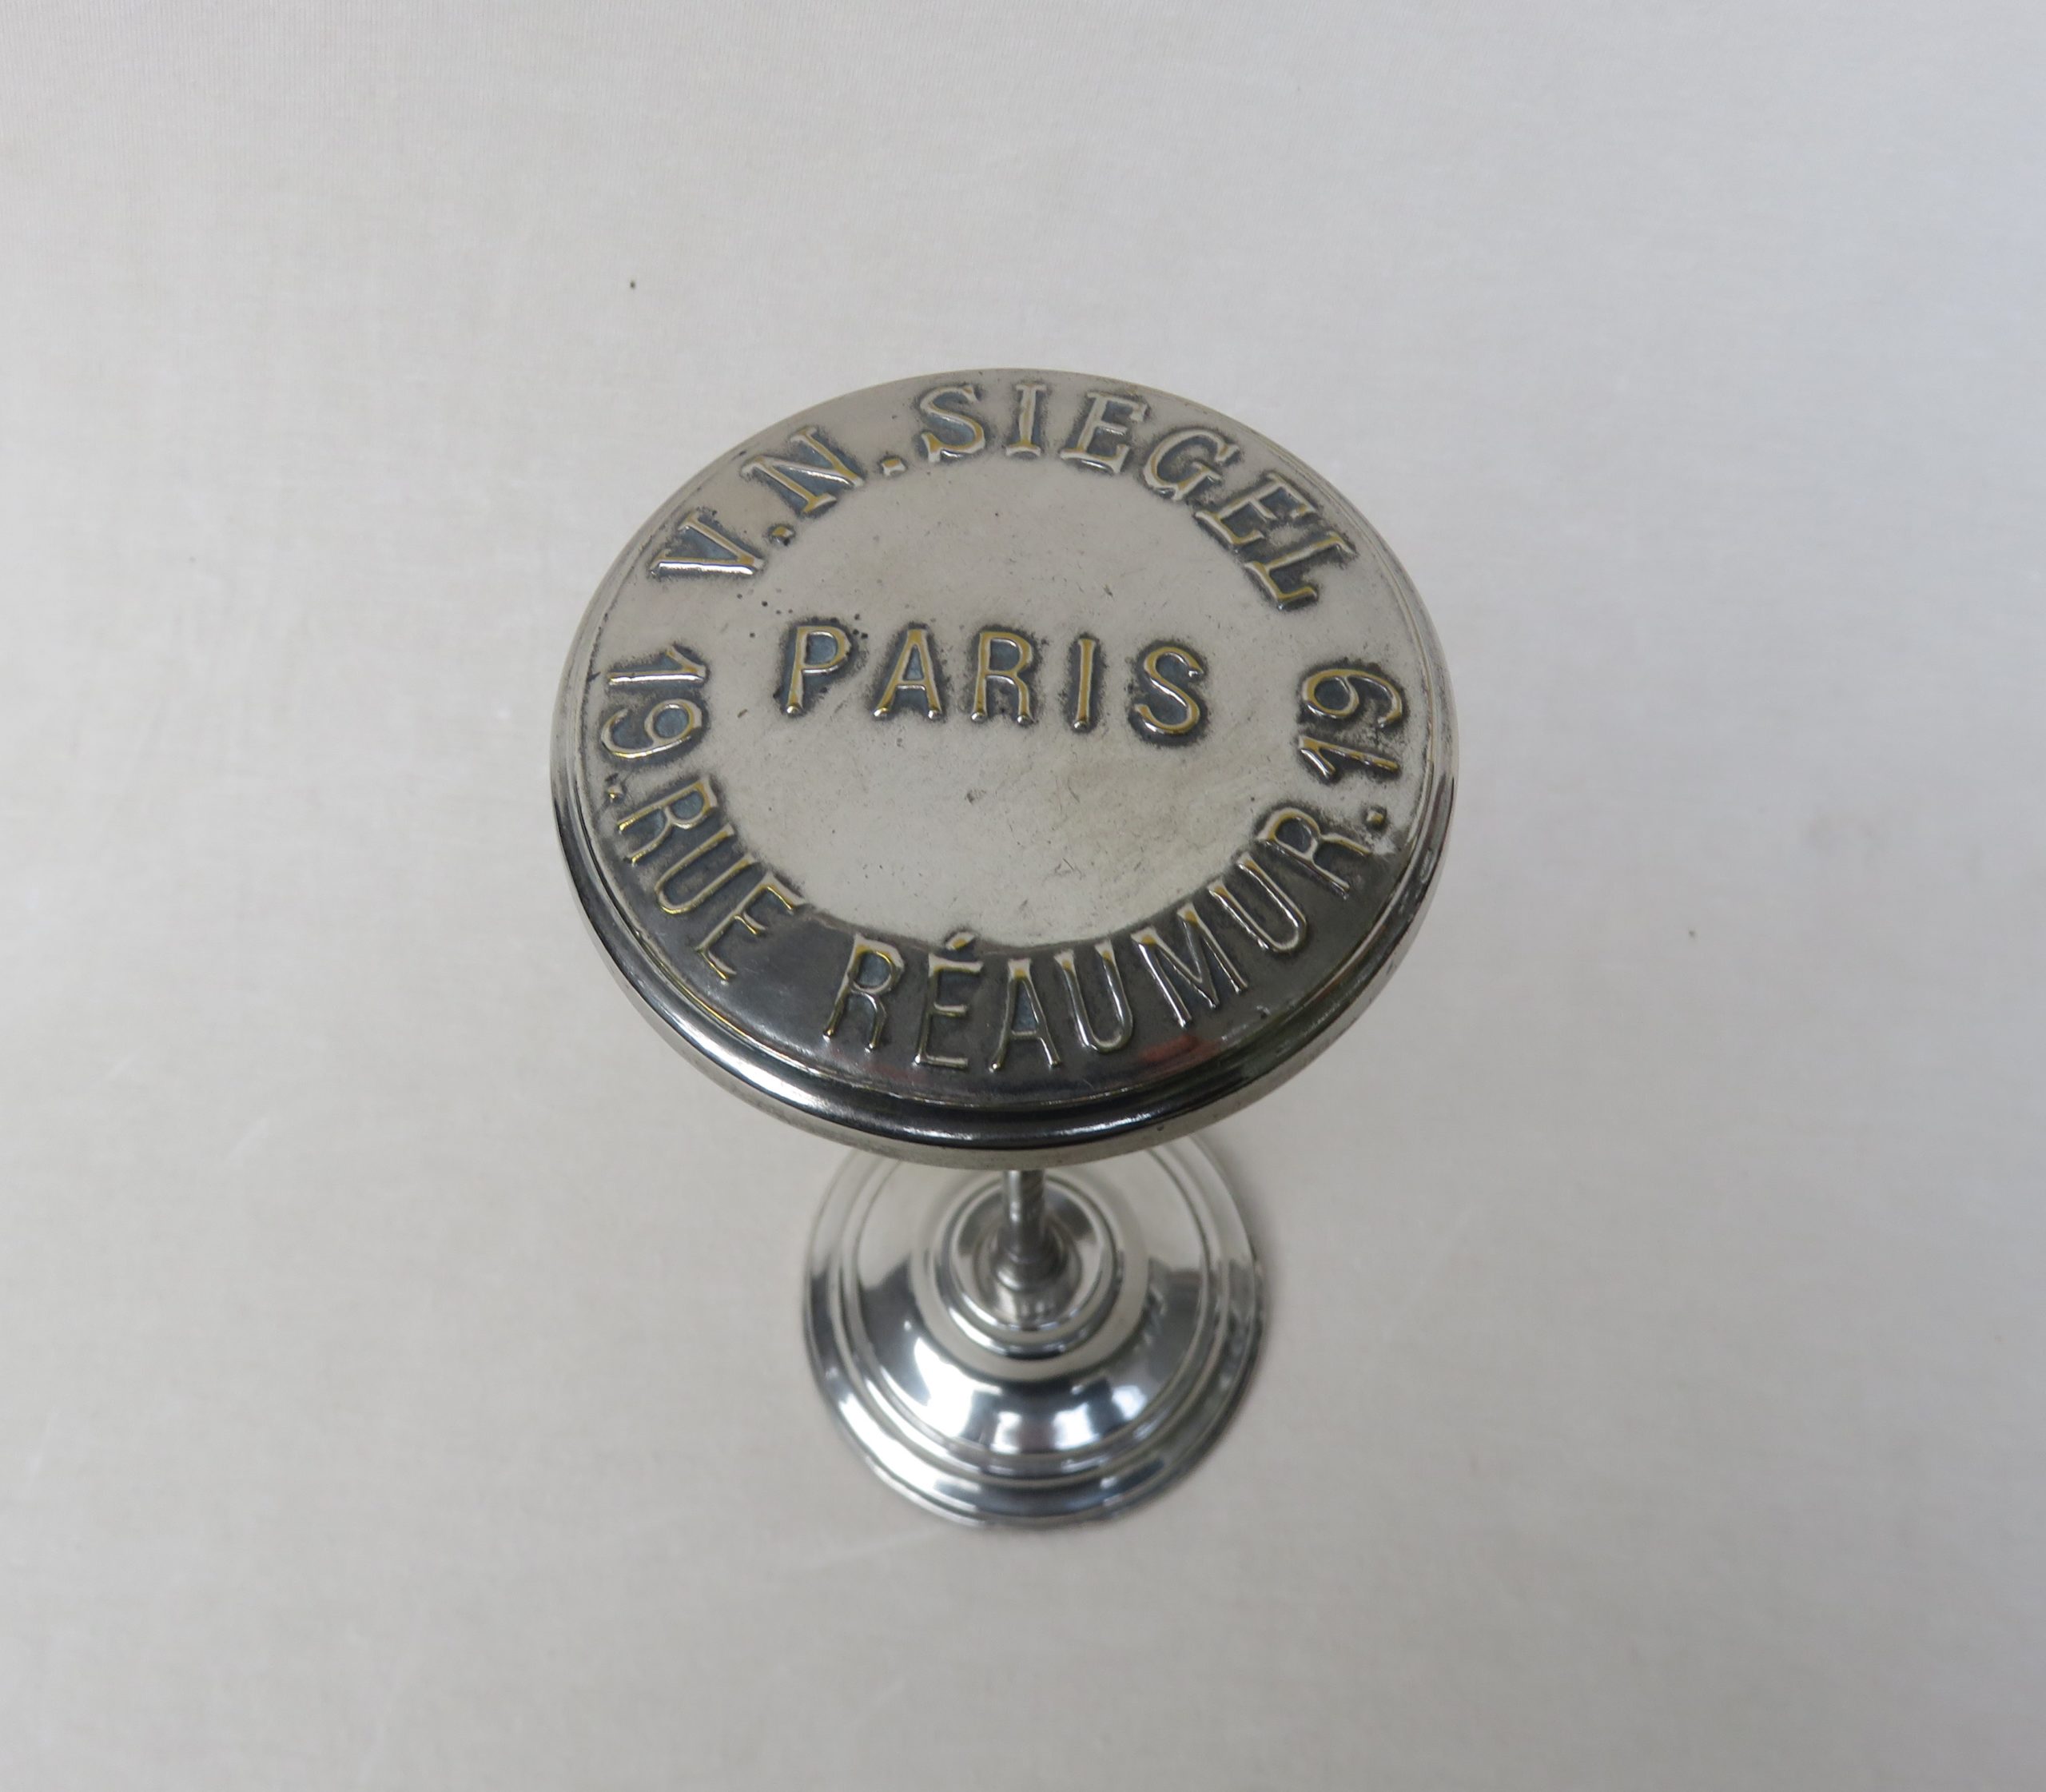 V.N.SIEGEL
PARIS
19.RUE RÉAUMUR.19